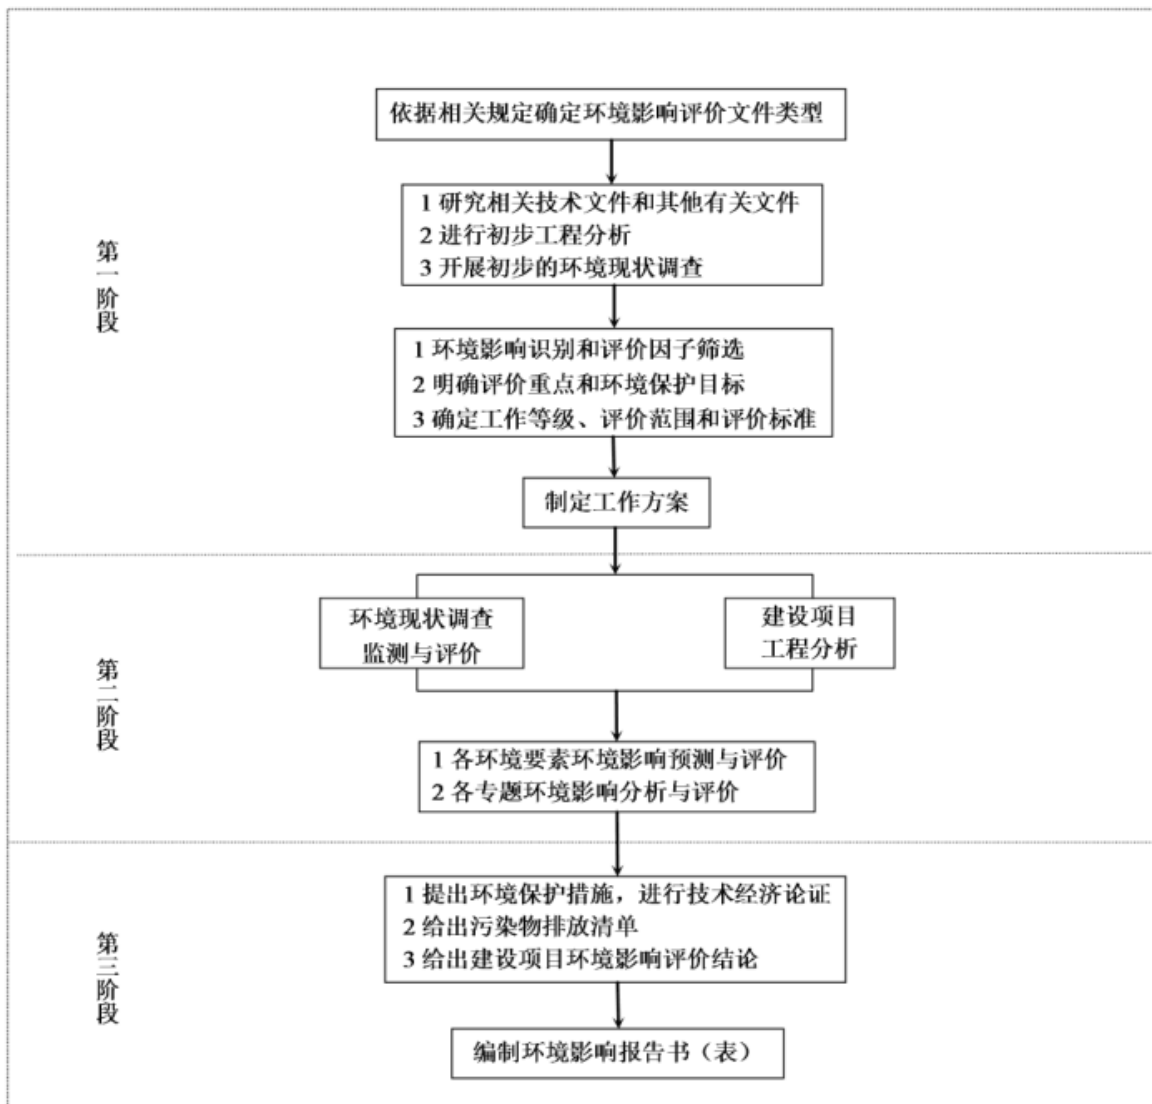 依据相关规定确定环境影响评价文件类型
1 研究相关技术文件和其他有关文件
2 进行初步工程分析
3 开展初步的环境现状调查
第一阶段
1 环境影响识别和评价因子筛选
2 明确评价重点和环境保护目标
3 确定工作等级、评价范围和评价标准
制定工作方案
环境现状调查
监测与评价
建设项目
工程分析
第二阶段
1 各环境要素环境影响预测与评价
2 各专题环境影响分析与评价
1 提出环境保护措施，进行技术经济论证
2 给出污染物排放清单
3 给出建设项目环境影响评价结论
第三阶段
编制环境影响报告书（表）